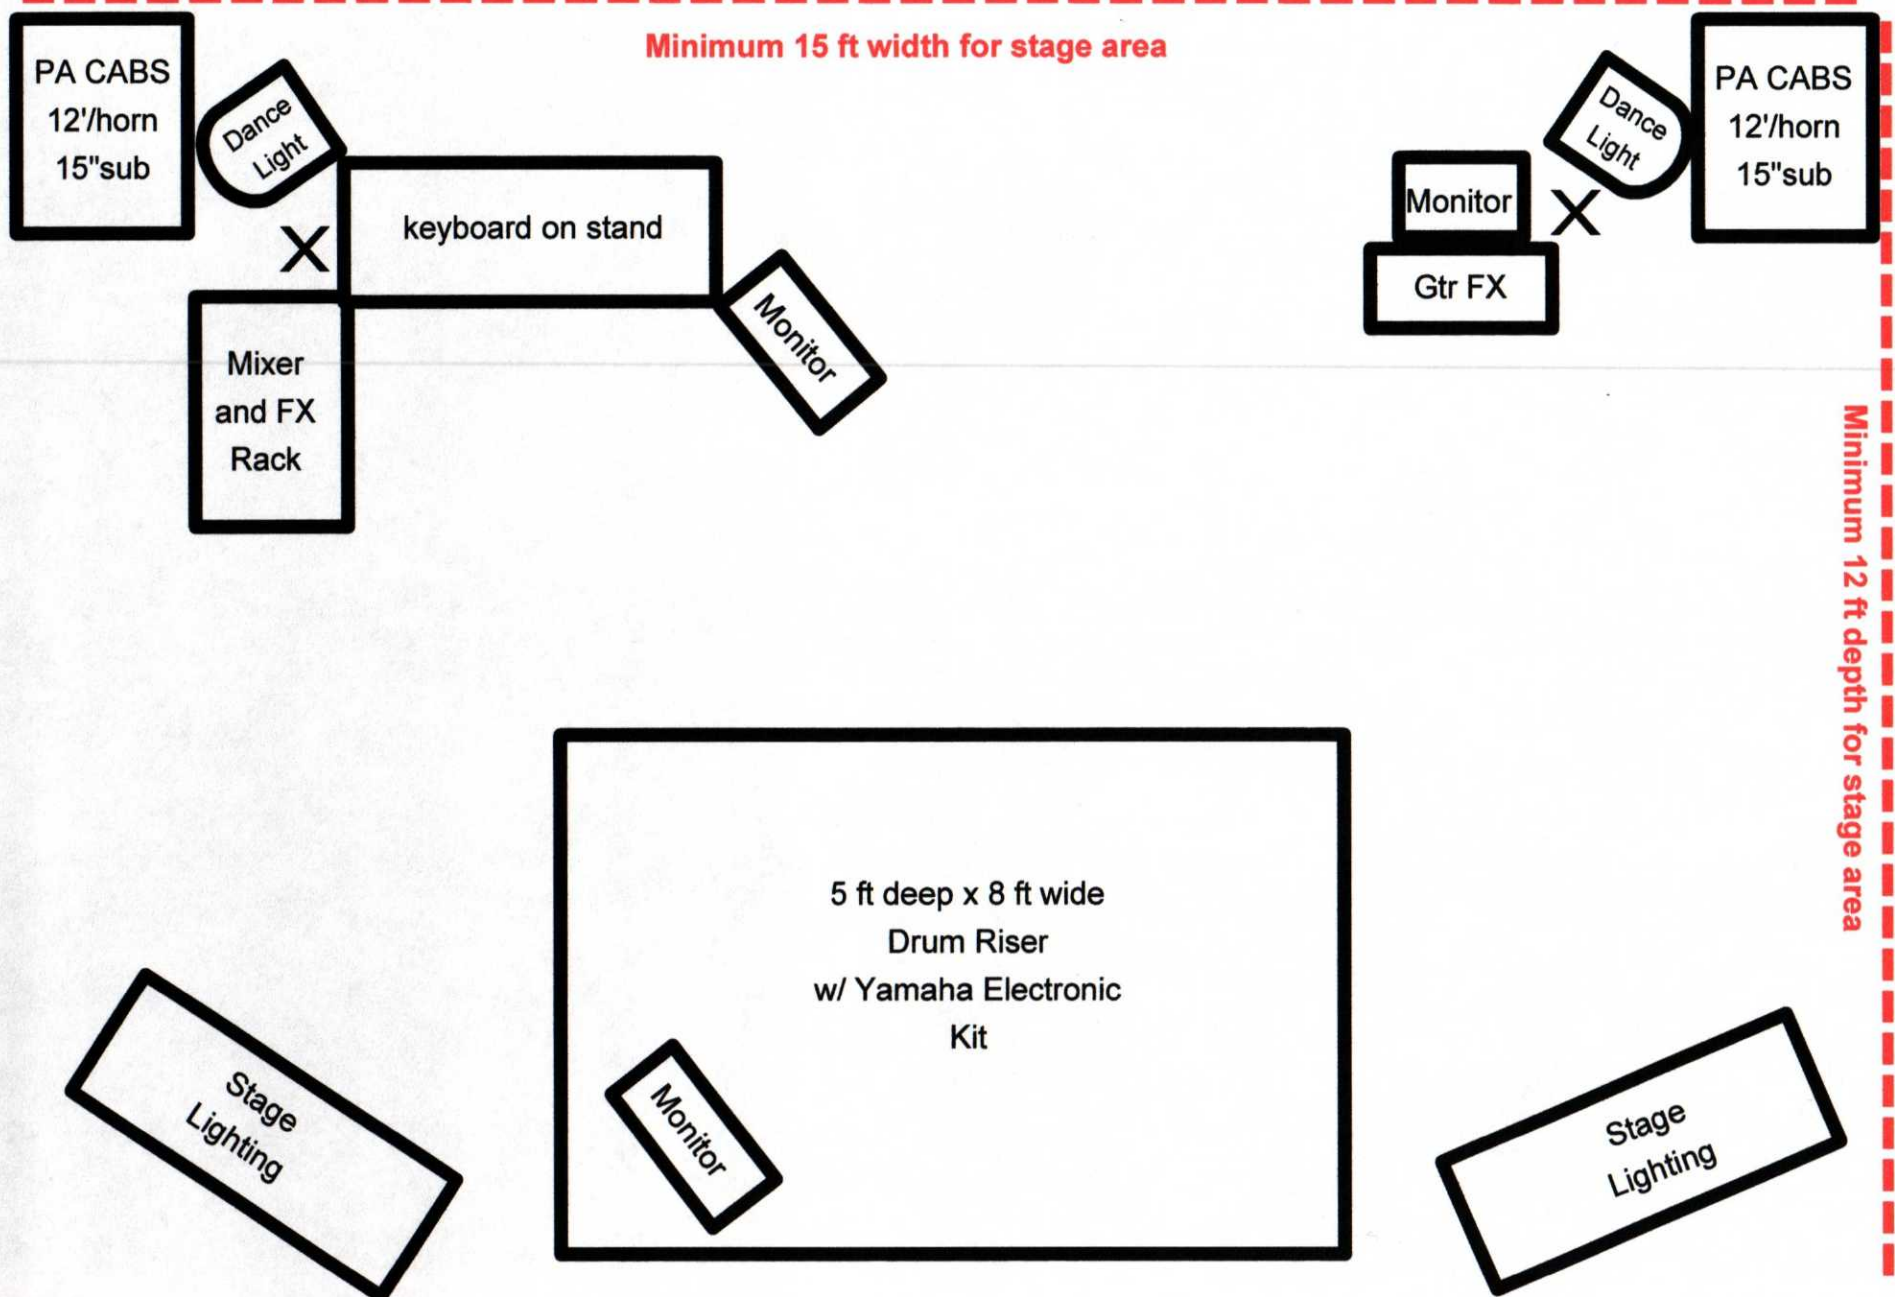 Minimum 15 ft width for stage area
PA CABS
12'/horn
15"sub
Dance
Light
X
keyboard on stand
Monitor
Mixer
and FX
Rack
Monitor
Gtr FX
X
Dance
Light
PA CABS
12'/horn
15"sub
Minimum 12 ft depth for stage area
5 ft deep x 8 ft wide
Drum Riser
w/ Yamaha Electronic
Kit
Monitor
Stage
Lighting
Stage
Lighting